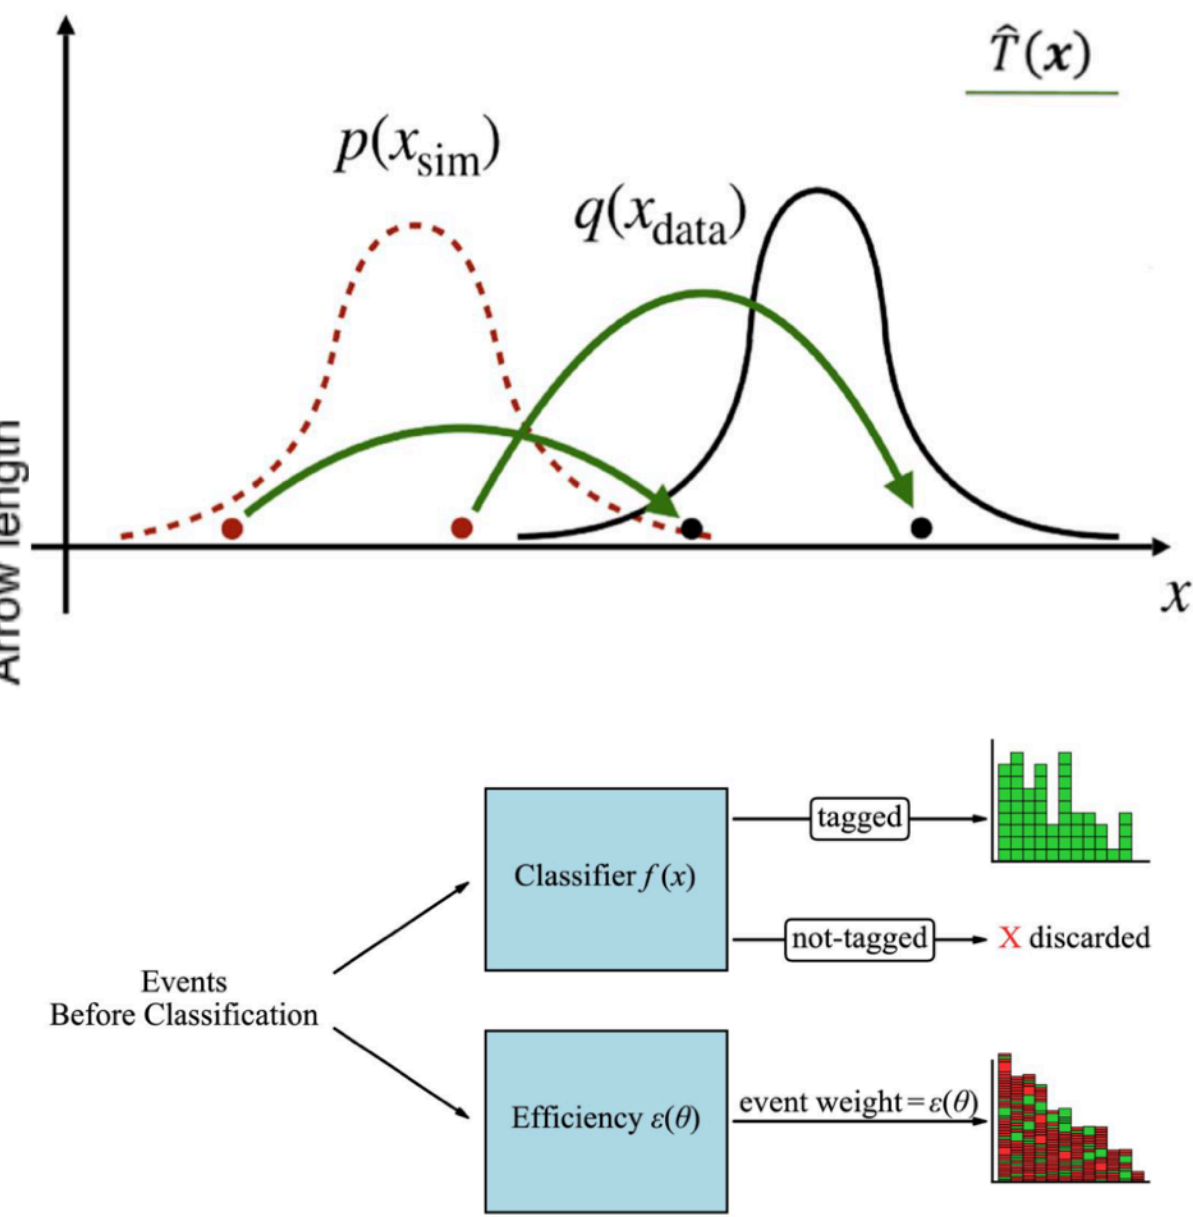 T̂(x)
p(x_sim)
q(x_data)
Arrow length
x
tagged
Classifier f(x)
not-tagged
X discarded
Events
Before Classification
Efficiency ε(θ)
event weight = ε(θ)